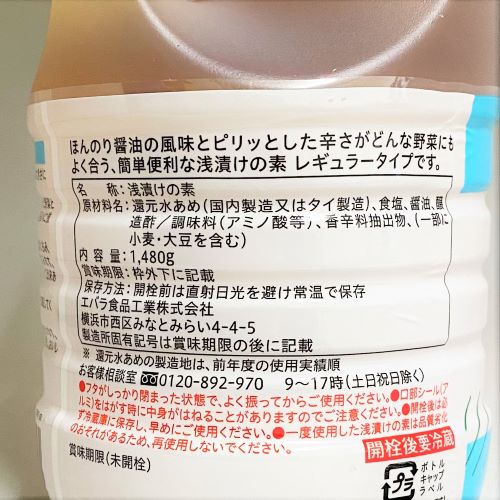 ほんのり醤油の風味とピリッとした辛さがどんな野菜にも
よく合う、簡単便利な浅漬けの素 レギュラータイプです。
名　　称:浅漬けの素
原材料名:還元水あめ(国内製造又はタイ製造)、食塩、醤油、醸
造酢／調味料(アミノ酸等)、香辛料抽出物、(一部に
小麦・大豆を含む)
内 容 量:1,480g
賞味期限:枠外下に記載
保存方法:開栓前は直射日光を避け常温で保存
エバラ食品工業株式会社
横浜市西区みなとみらい4-4-5
製造所固有記号は賞味期限の後に記載
※ 還元水あめの製造地は、前年度の使用実績順
お客様相談室 0120-892-970　9〜17時(土日祝日除く)
●フタがしっかり閉まった状態で、よく振ってからご使用ください。●口部シール(ア
ルミ)をはがす時に中身がはねることがありますのでご注意ください。●開栓後は必
ず冷蔵庫に保存し、早めにご使用ください。●一度使用した浅漬けの素は品質劣化
のおそれがあるため、再使用しないでください。
開栓後要冷蔵
賞味期限(未開栓)
プラ
ボトル
キャップ
ラベル